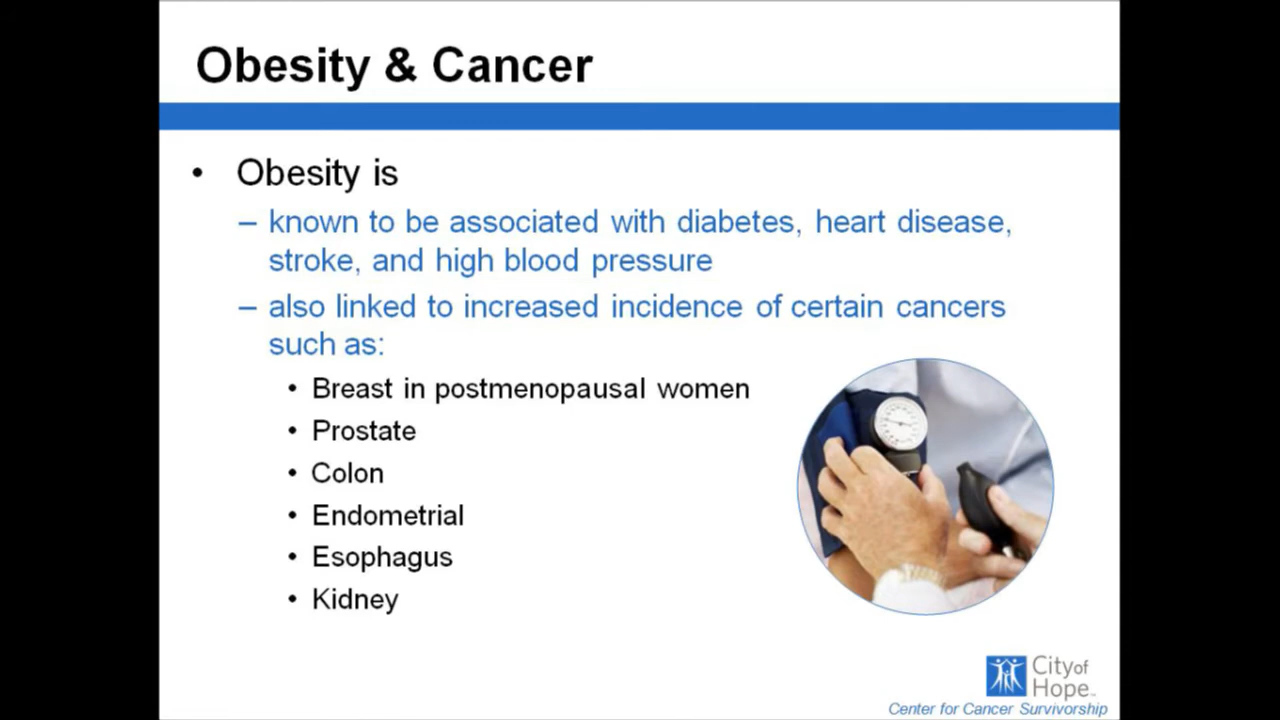 Obesity & Cancer
• Obesity is
– known to be associated with diabetes, heart disease,
stroke, and high blood pressure
– also linked to increased incidence of certain cancers
such as:
• Breast in postmenopausal women
• Prostate
• Colon
• Endometrial
• Esophagus
• Kidney
City of
Hope™
Center for Cancer Survivorship